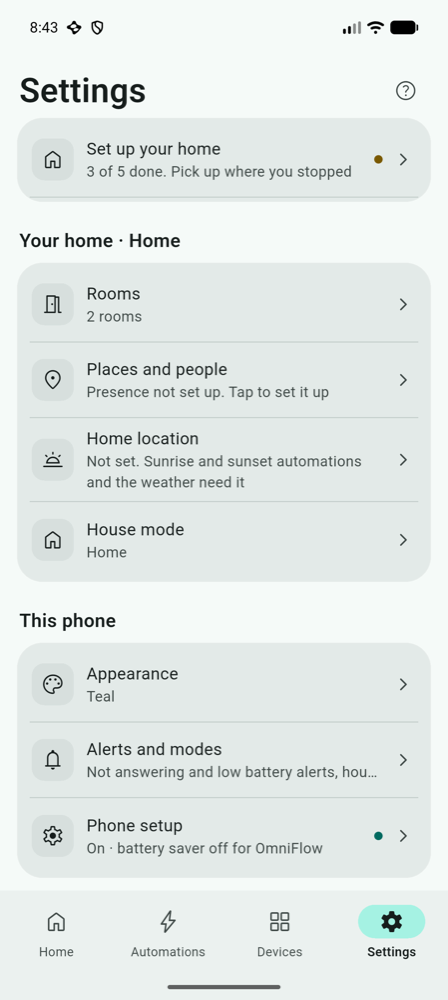 8:43
Settings
Set up your home
3 of 5 done. Pick up where you stopped
Your home · Home
Rooms
2 rooms
Places and people
Presence not set up. Tap to set it up
Home location
Not set. Sunrise and sunset automations
and the weather need it
House mode
Home
This phone
Appearance
Teal
Alerts and modes
Not answering and low battery alerts, hou…
Phone setup
On · battery saver off for OmniFlow
Home
Automations
Devices
Settings